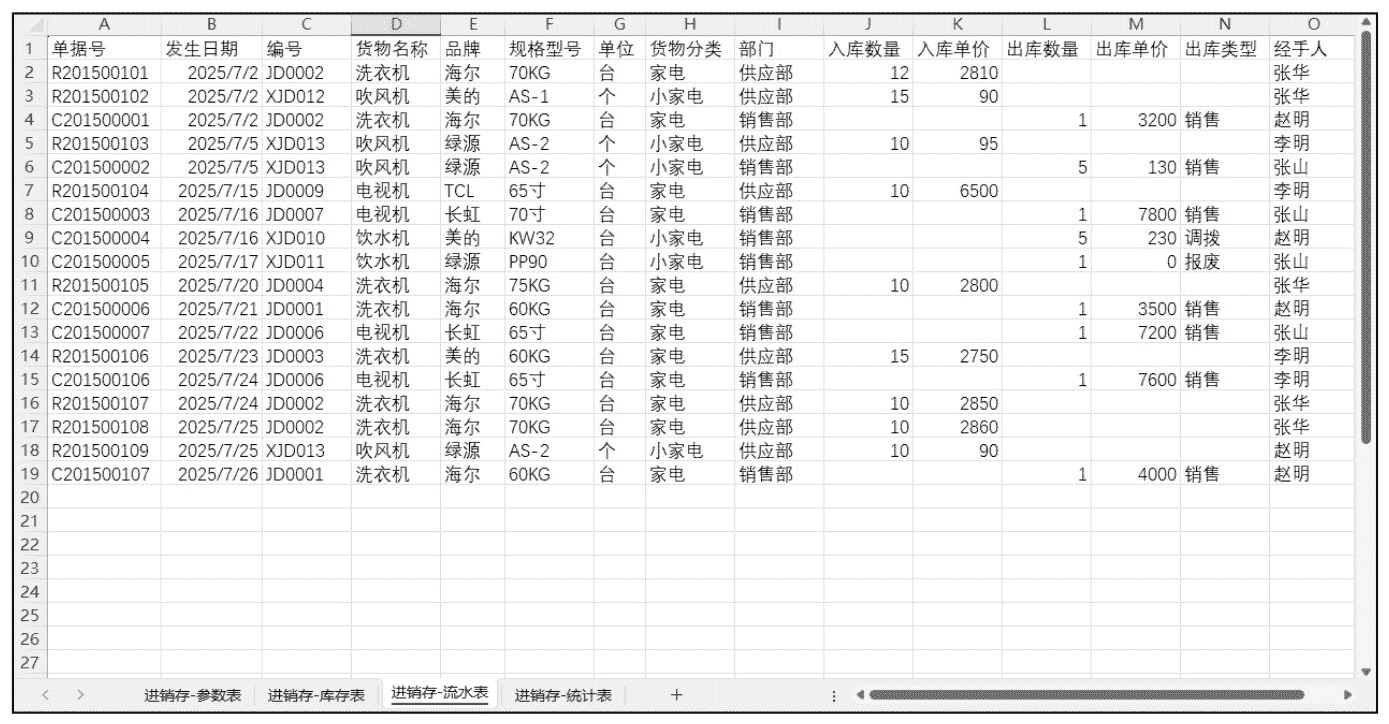 A B C D E F G H I J K L M N O
1 单据号 发生日期 编号 货物名称 品牌 规格型号 单位 货物分类 部门 入库数量 入库单价 出库数量 出库单价 出库类型 经手人
2 R201500101 2025/7/2 JD0002 洗衣机 海尔 70KG 台 家电 供应部 12 2810 张华
3 R201500102 2025/7/2 XJD012 吹风机 美的 AS-1 个 小家电 供应部 15 90 张华
4 C201500001 2025/7/2 JD0002 洗衣机 海尔 70KG 台 家电 销售部 1 3200 销售 赵明
5 R201500103 2025/7/5 XJD013 吹风机 绿源 AS-2 个 小家电 供应部 10 95 李明
6 C201500002 2025/7/5 XJD013 吹风机 绿源 AS-2 个 小家电 销售部 5 130 销售 张山
7 R201500104 2025/7/15 JD0009 电视机 TCL 65寸 台 家电 供应部 10 6500 李明
8 C201500003 2025/7/16 JD0007 电视机 长虹 70寸 台 家电 销售部 1 7800 销售 张山
9 C201500004 2025/7/16 XJD010 饮水机 美的 KW32 台 小家电 销售部 5 230 调拨 赵明
10 C201500005 2025/7/17 XJD011 饮水机 绿源 PP90 台 小家电 销售部 1 0 报废 张山
11 R201500105 2025/7/20 JD0004 洗衣机 海尔 75KG 台 家电 供应部 10 2800 张华
12 C201500006 2025/7/21 JD0001 洗衣机 海尔 60KG 台 家电 销售部 1 3500 销售 赵明
13 C201500007 2025/7/22 JD0006 电视机 长虹 65寸 台 家电 销售部 1 7200 销售 张山
14 R201500106 2025/7/23 JD0003 洗衣机 美的 60KG 台 家电 供应部 15 2750 李明
15 C201500106 2025/7/24 JD0006 电视机 长虹 65寸 台 家电 销售部 1 7600 销售 李明
16 R201500107 2025/7/24 JD0002 洗衣机 海尔 70KG 台 家电 供应部 10 2850 张华
17 R201500108 2025/7/25 JD0002 洗衣机 海尔 70KG 台 家电 供应部 10 2860 张华
18 R201500109 2025/7/25 XJD013 吹风机 绿源 AS-2 个 小家电 供应部 10 90 赵明
19 C201500107 2025/7/26 JD0001 洗衣机 海尔 60KG 台 家电 销售部 1 4000 销售 赵明
20
21
22
23
24
25
26
27
进销存-参数表 进销存-库存表 进销存-流水表 进销存-统计表